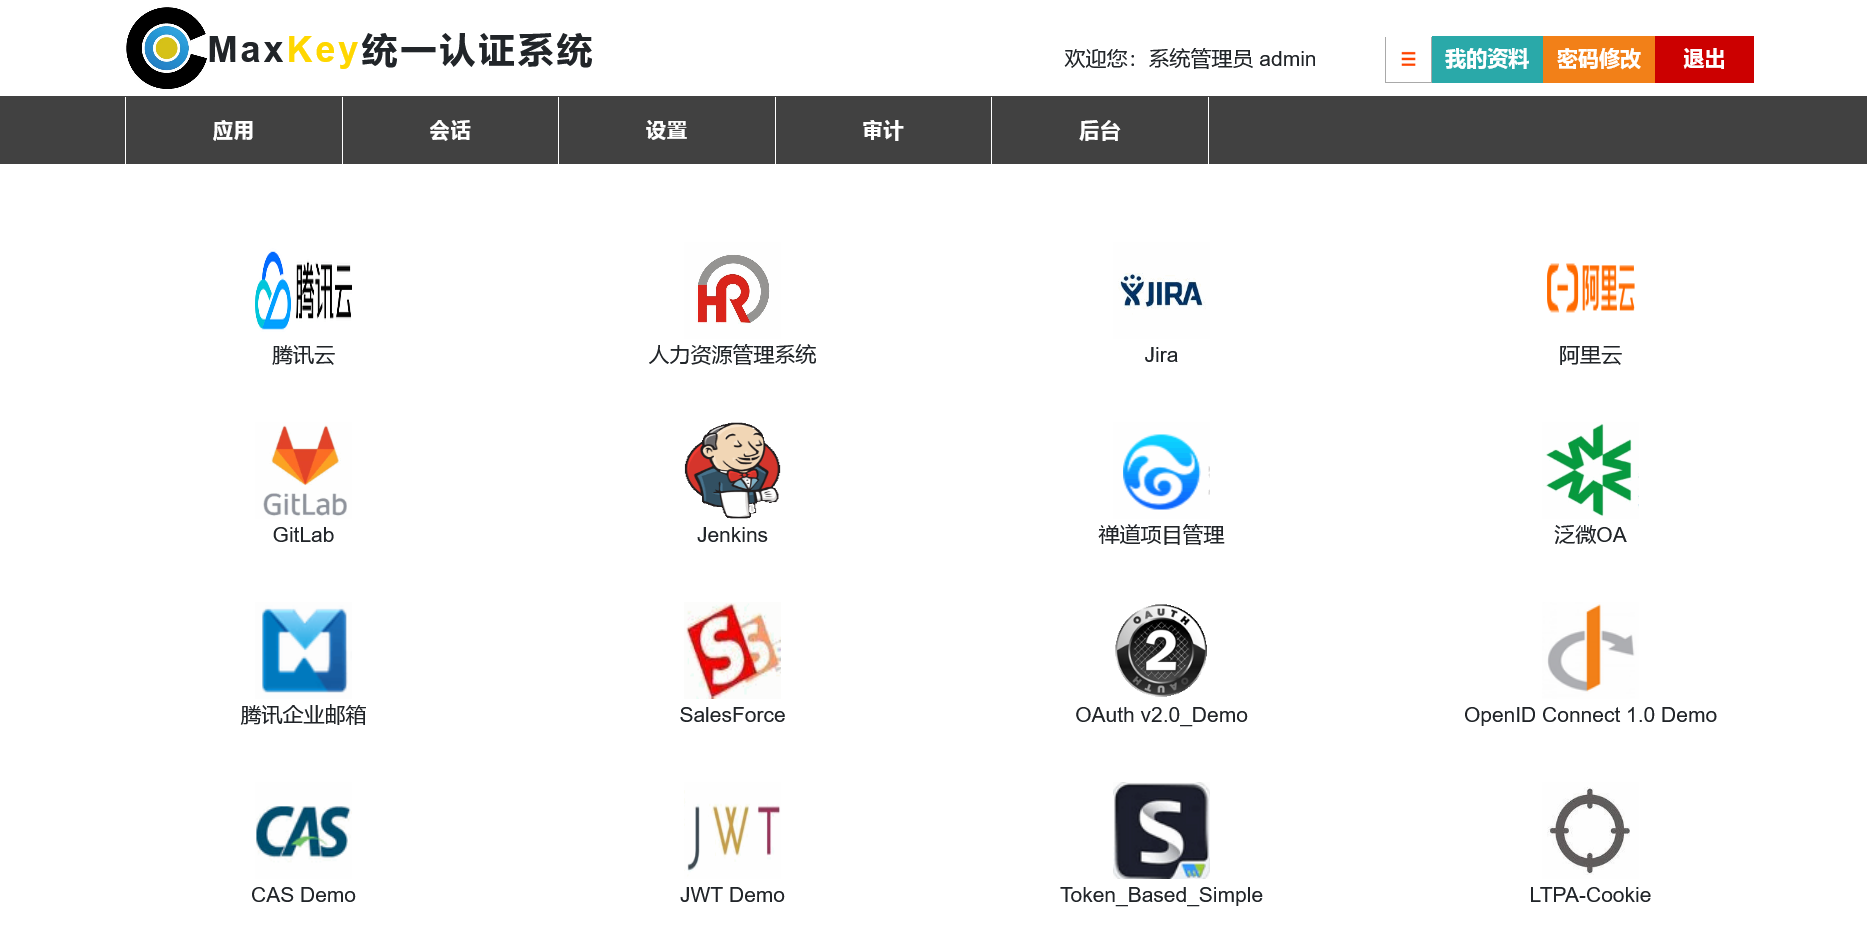 MaxKey统一认证系统
欢迎您：系统管理员 admin
我的资料 密码修改 退出
应用 会话 设置 审计 后台
腾讯云 HR JIRA 阿里云
腾讯云 人力资源管理系统 Jira 阿里云
GitLab
GitLab Jenkins 禅道项目管理 泛微OA
S S OAUTH 2 OAUTH
腾讯企业邮箱 SalesForce OAuth v2.0_Demo OpenID Connect 1.0 Demo
CAS JWT S
CAS Demo JWT Demo Token_Based_Simple LTPA-Cookie